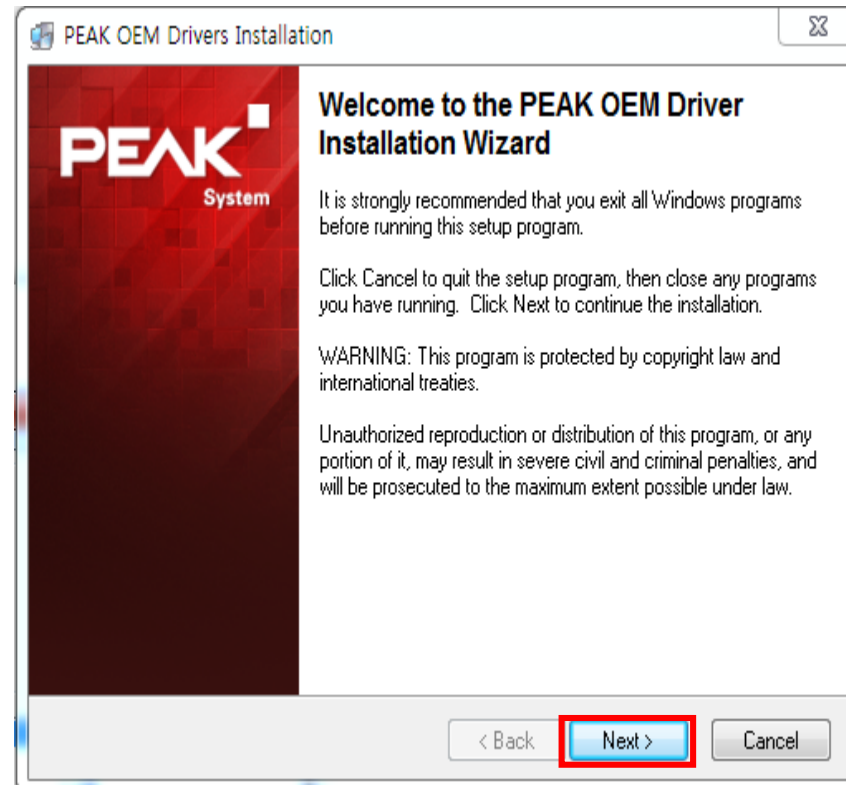 PEAK OEM Drivers Installation
PEAK
System
Welcome to the PEAK OEM Driver
Installation Wizard
It is strongly recommended that you exit all Windows programs
before running this setup program.
Click Cancel to quit the setup program, then close any programs
you have running. Click Next to continue the installation.
WARNING: This program is protected by copyright law and
international treaties.
Unauthorized reproduction or distribution of this program, or any
portion of it, may result in severe civil and criminal penalties, and
will be prosecuted to the maximum extent possible under law.
< Back
Next >
Cancel